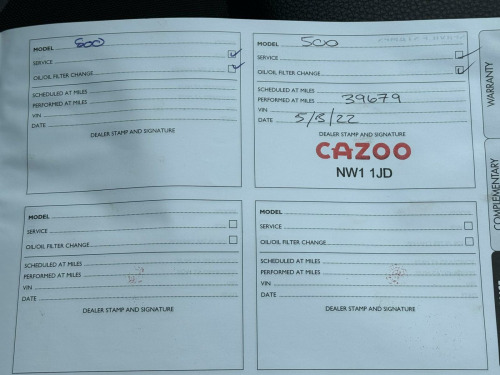 MODEL 500
SERVICE
OIL/OIL FILTER CHANGE
SCHEDULED AT MILES
PERFORMED AT MILES
VIN
DATE
DEALER STAMP AND SIGNATURE
MODEL 500
SERVICE
OIL/OIL FILTER CHANGE
SCHEDULED AT MILES
PERFORMED AT MILES 39679
VIN
DATE 5/3/22
DEALER STAMP AND SIGNATURE
CAZOO
NW1 1JD
MODEL
SERVICE
OIL/OIL FILTER CHANGE
SCHEDULED AT MILES
PERFORMED AT MILES
VIN
DATE
DEALER STAMP AND SIGNATURE
MODEL
SERVICE
OIL/OIL FILTER CHANGE
SCHEDULED AT MILES
PERFORMED AT MILES
VIN
DATE
DEALER STAMP AND SIGNATURE
WARRANTY
COMPLEMENTARY